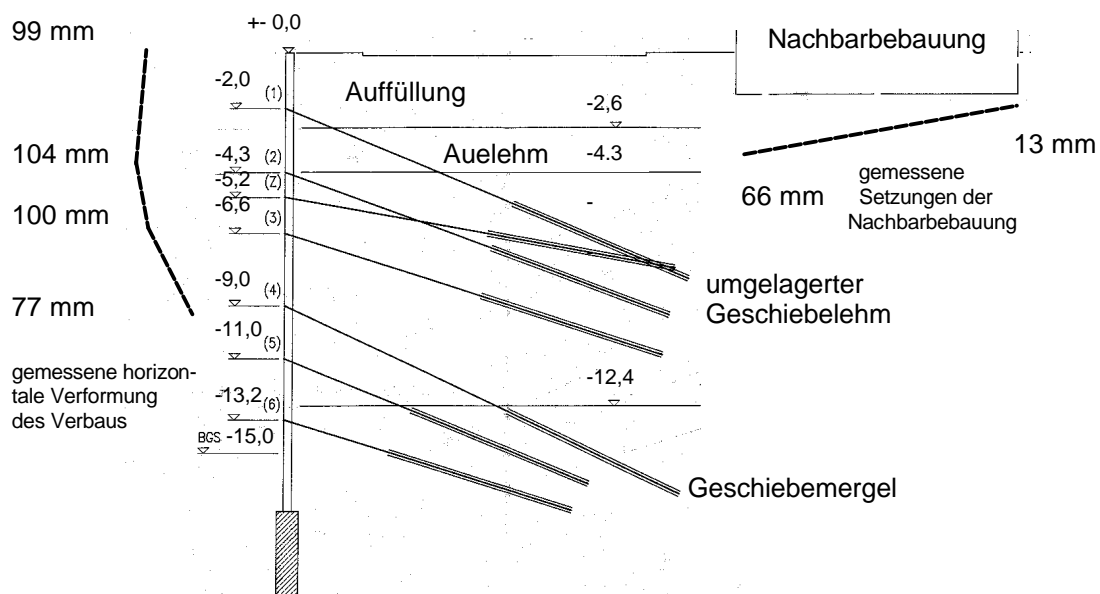 99 mm
+- 0,0
Nachbarbebauung
-2,0
(1)
Auffüllung
-2,6
104 mm
-4,3
(2)
Auelehm
-4.3
13 mm
-5,2
(Z)
66 mm
gemessene
Setzungen der
Nachbarbebauung
100 mm
-6,6
(3)
-
77 mm
-9,0
(4)
umgelagerter
Geschiebelehm
-11,0
(5)
gemessene horizon-
tale Verformung
des Verbaus
-12,4
-13,2
(6)
BGS -15,0
Geschiebemergel